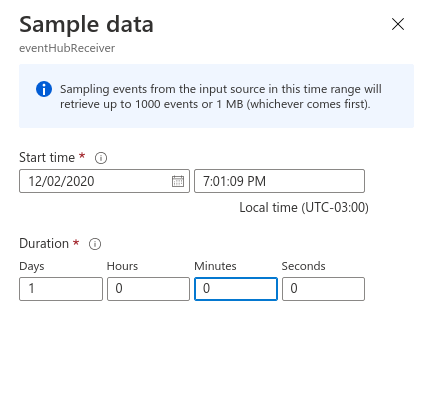 Sample data
eventHubReceiver
Sampling events from the input source in this time range will
retrieve up to 1000 events or 1 MB (whichever comes first).
Start time *
12/02/2020 7:01:09 PM
Local time (UTC-03:00)
Duration *
Days Hours Minutes Seconds
1 0 0 0